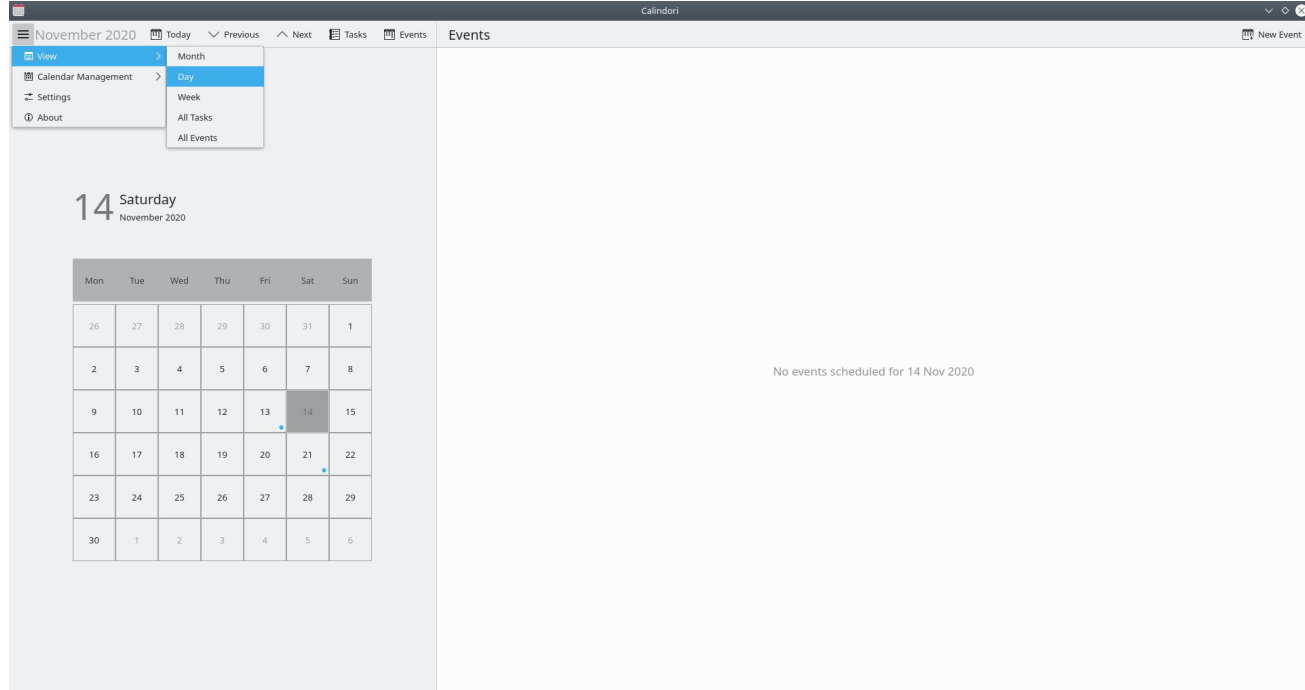 Calindori
November 2020 Today Previous Next Tasks Events Events New Event
View Month
Calendar Management Day
Settings Week
About All Tasks
All Events
14 Saturday
November 2020
Mon Tue Wed Thu Fri Sat Sun
26 27 28 29 30 31 1
2 3 4 5 6 7 8
9 10 11 12 13 14 15
16 17 18 19 20 21 22
23 24 25 26 27 28 29
30 1 2 3 4 5 6
No events scheduled for 14 Nov 2020